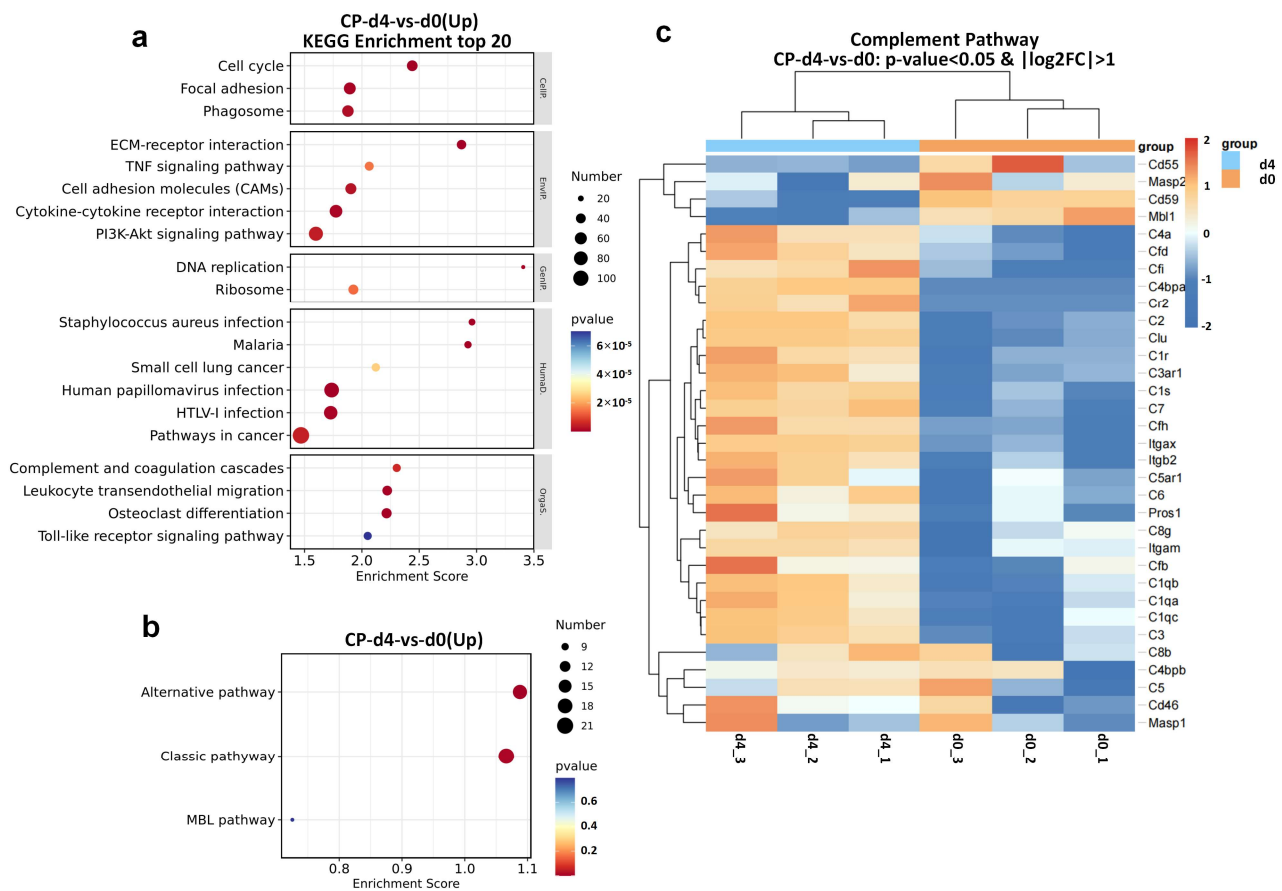 a
CP-d4-vs-d0(Up)
KEGG Enrichment top 20
Cell cycle
Focal adhesion
Phagosome
CellP.
ECM-receptor interaction
TNF signaling pathway
Cell adhesion molecules (CAMs)
Cytokine-cytokine receptor interaction
PI3K-Akt signaling pathway
EnvIP.
DNA replication
Ribosome
GenIP.
Staphylococcus aureus infection
Malaria
Small cell lung cancer
Human papillomavirus infection
HTLV-I infection
Pathways in cancer
HumaD.
Complement and coagulation cascades
Leukocyte transendothelial migration
Osteoclast differentiation
Toll-like receptor signaling pathway
OrgaS.
1.5 2.0 2.5 3.0 3.5
Enrichment Score
Number
20
40
60
80
100
pvalue
6×10⁻⁵
4×10⁻⁵
2×10⁻⁵
b
CP-d4-vs-d0(Up)
Alternative pathway
Classic pathyway
MBL pathway
0.8 0.9 1.0 1.1
Enrichment Score
Number
9
12
15
18
21
pvalue
0.6
0.4
0.2
c
Complement Pathway
CP-d4-vs-d0: p-value<0.05 & |log2FC|>1
group
Cd55
Masp2
Cd59
Mbl1
C4a
Cfd
Cfi
C4bpa
Cr2
C2
Clu
C1r
C3ar1
C1s
C7
Cfh
Itgax
Itgb2
C5ar1
C6
Pros1
C8g
Itgam
Cfb
C1qb
C1qa
C1qc
C3
C8b
C4bpb
C5
Cd46
Masp1
d4_3 d4_2 d4_1 d0_3 d0_2 d0_1
2
1
0
-1
-2
group
d4
d0